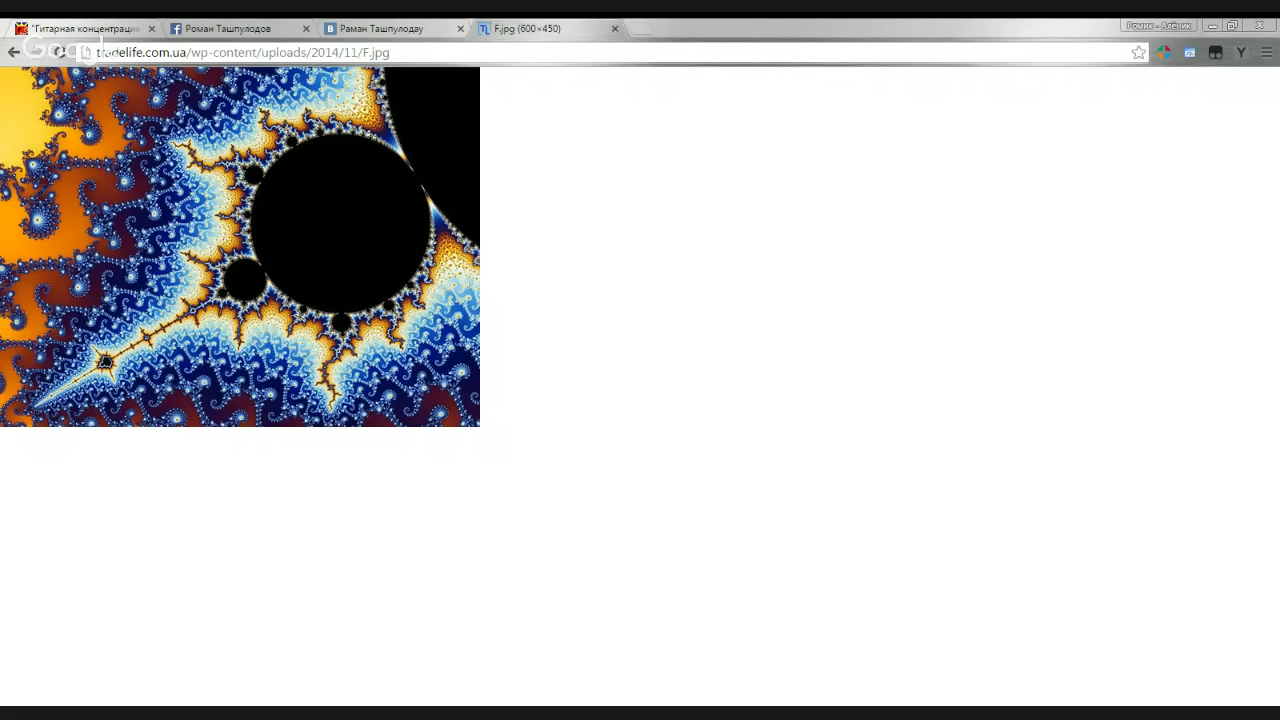 "Гитарная концентрация
Роман Ташпулодов
Раман Ташпулодау
F.jpg (600×450)
Ромик - Алёник
tradelife.com.ua/wp-content/uploads/2014/11/F.jpg